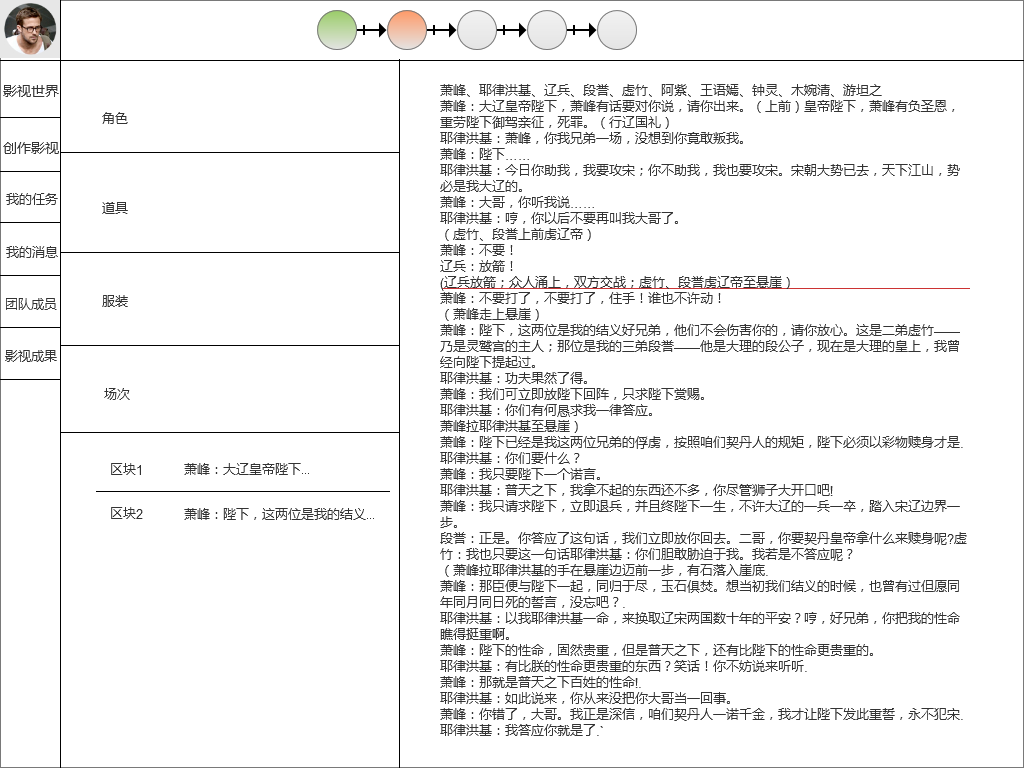 影视世界
创作影视
我的任务
我的消息
团队成员
影视成果
角色
道具
服装
场次
区块1 萧峰：大辽皇帝陛下...
区块2 萧峰：陛下，这两位是我的结义...
萧峰、耶律洪基、辽兵、段誉、虚竹、阿紫、王语嫣、钟灵、木婉清、游坦之
萧峰：大辽皇帝陛下，萧峰有话要对你说，请你出来。（上前）皇帝陛下，萧峰有负圣恩，
重劳陛下御驾亲征，死罪。（行辽国礼）
耶律洪基：萧峰，你我兄弟一场，没想到你竟敢叛我。
萧峰：陛下……
耶律洪基：今日你助我，我要攻宋；你不助我，我也要攻宋。宋朝大势已去，天下江山，势
必是我大辽的。
萧峰：大哥，你听我说……
耶律洪基：哼，你以后不要再叫我大哥了。
（虚竹、段誉上前虏辽帝）
萧峰：不要！
辽兵：放箭！
(辽兵放箭；众人涌上，双方交战；虚竹、段誉虏辽帝至悬崖）
萧峰：不要打了，不要打了，住手！谁也不许动！
（萧峰走上悬崖）
萧峰：陛下，这两位是我的结义好兄弟，他们不会伤害你的，请你放心。这是二弟虚竹——
乃是灵鹫宫的主人；那位是我的三弟段誉——他是大理的段公子，现在是大理的皇上，我曾
经向陛下提起过。
耶律洪基：功夫果然了得。
萧峰：我们可立即放陛下回阵，只求陛下赏赐。
耶律洪基：你们有何恳求我一律答应。
萧峰拉耶律洪基至悬崖）
萧峰：陛下已经是我这两位兄弟的俘虏，按照咱们契丹人的规矩，陛下必须以彩物赎身才是.
耶律洪基：你们要什么？
萧峰：我只要陛下一个诺言。
耶律洪基：普天之下，我拿不起的东西还不多，你尽管狮子大开口吧!
萧峰：我只请求陛下，立即退兵，并且终陛下一生，不许大辽的一兵一卒，踏入宋辽边界一
步。
段誉：正是。你答应了这句话，我们立即放你回去。二哥，你要契丹皇帝拿什么来赎身呢?虚
竹：我也只要这一句话耶律洪基：你们胆敢胁迫于我。我若是不答应呢？
（萧峰拉耶律洪基的手在悬崖边迈前一步，有石落入崖底.
萧峰：那臣便与陛下一起，同归于尽，玉石俱焚。想当初我们结义的时候，也曾有过但愿同
年同月同日死的誓言，没忘吧？.
耶律洪基：以我耶律洪基一命，来换取辽宋两国数十年的平安？哼，好兄弟，你把我的性命
瞧得挺重啊。
萧峰：陛下的性命，固然贵重，但是普天之下，还有比陛下的性命更贵重的。
耶律洪基：有比朕的性命更贵重的东西？笑话！你不妨说来听听.
萧峰：那就是普天之下百姓的性命!.
耶律洪基：如此说来，你从来没把你大哥当一回事。
萧峰：你错了，大哥。我正是深信，咱们契丹人一诺千金，我才让陛下发此重誓，永不犯宋.
耶律洪基：我答应你就是了.`